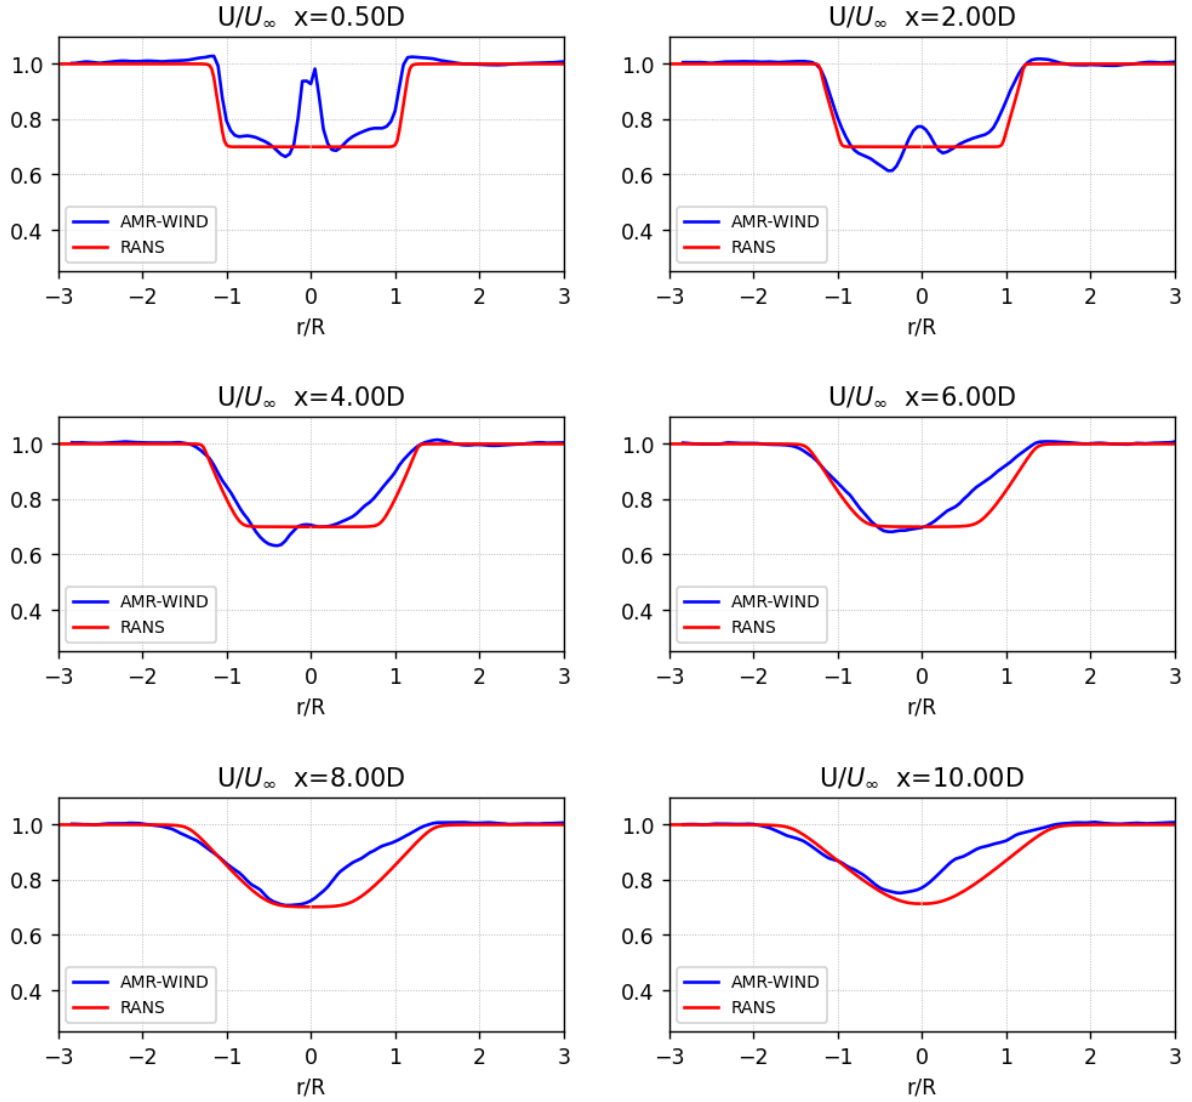 U/U∞ x=0.50D
1.0
0.8
0.6
0.4
AMR-WIND
RANS
−3 −2 −1 0 1 2 3
r/R
U/U∞ x=2.00D
1.0
0.8
0.6
0.4
AMR-WIND
RANS
−3 −2 −1 0 1 2 3
r/R
U/U∞ x=4.00D
1.0
0.8
0.6
0.4
AMR-WIND
RANS
−3 −2 −1 0 1 2 3
r/R
U/U∞ x=6.00D
1.0
0.8
0.6
0.4
AMR-WIND
RANS
−3 −2 −1 0 1 2 3
r/R
U/U∞ x=8.00D
1.0
0.8
0.6
0.4
AMR-WIND
RANS
−3 −2 −1 0 1 2 3
r/R
U/U∞ x=10.00D
1.0
0.8
0.6
0.4
AMR-WIND
RANS
−3 −2 −1 0 1 2 3
r/R